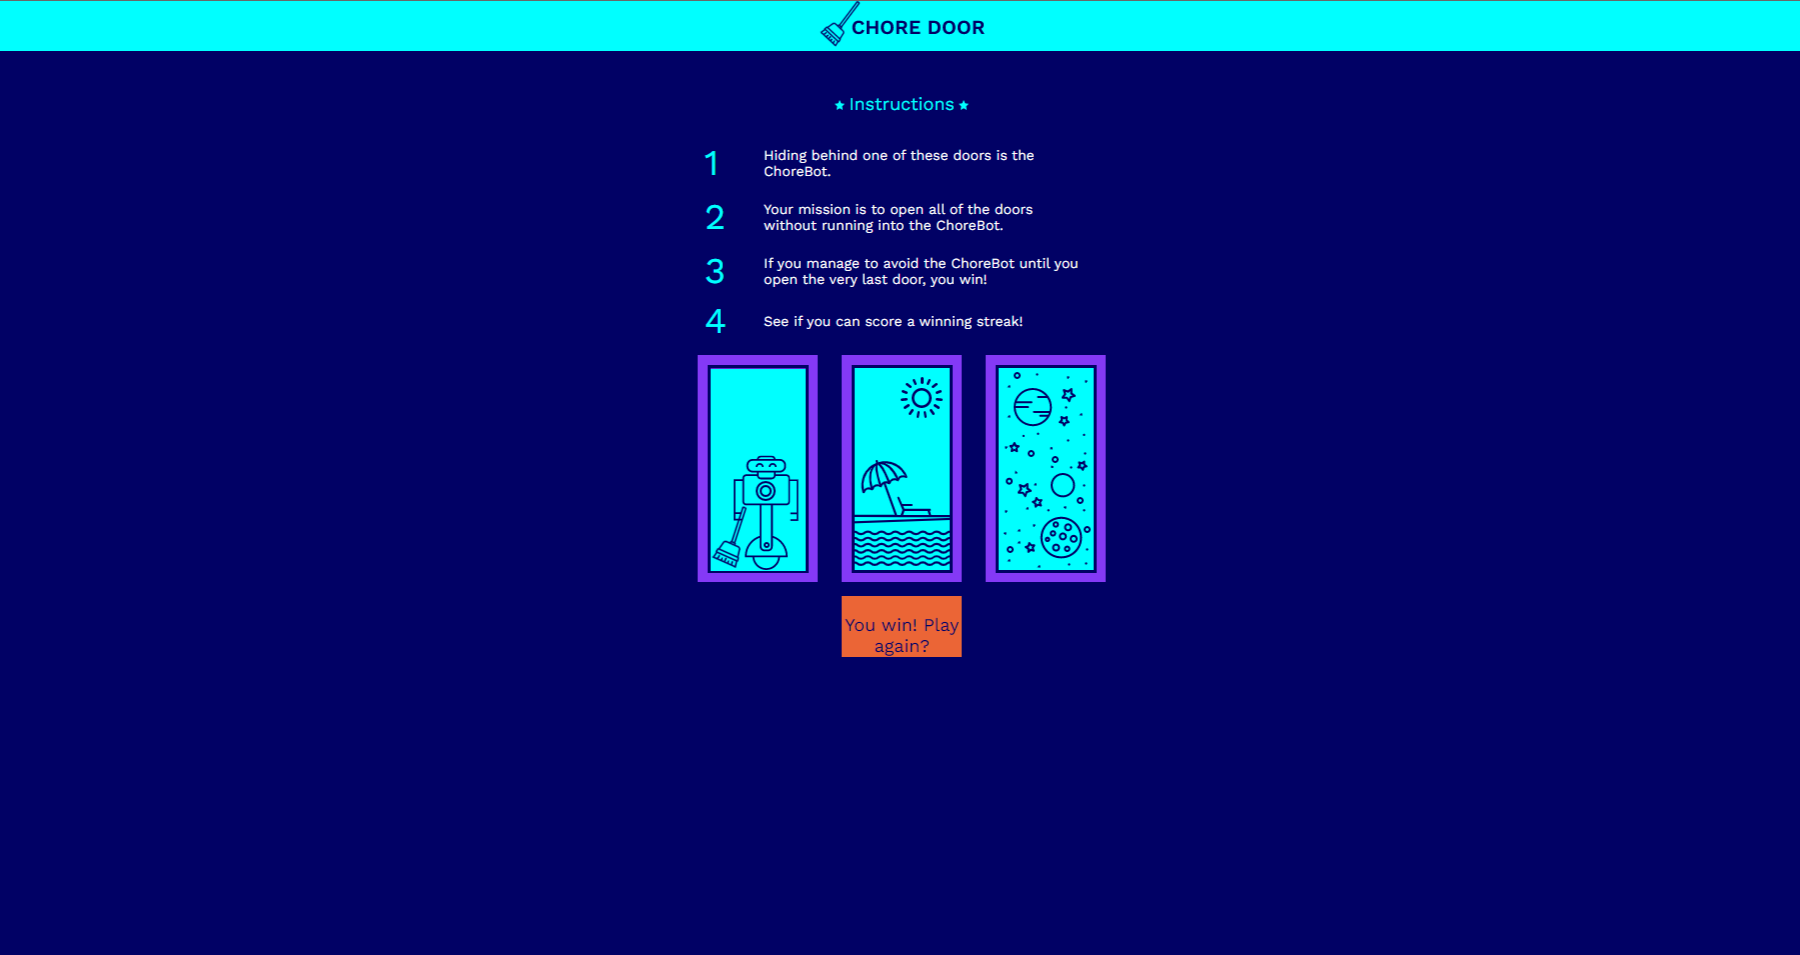 CHORE DOOR
Instructions
1
Hiding behind one of these doors is the
ChoreBot.
2
Your mission is to open all of the doors
without running into the ChoreBot.
3
If you manage to avoid the ChoreBot until you
open the very last door, you win!
4
See if you can score a winning streak!
You win! Play
again?